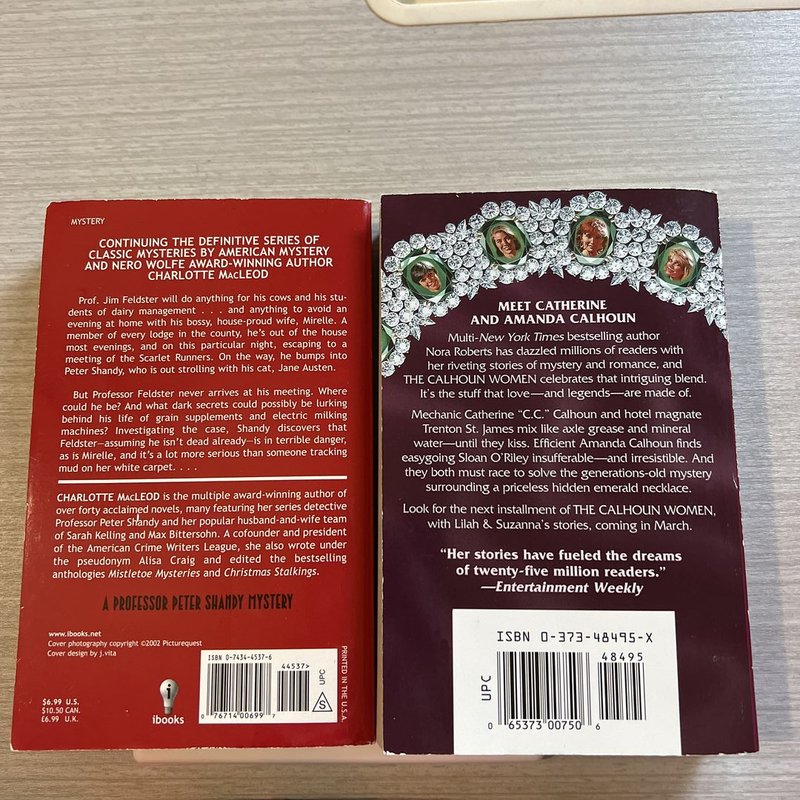 MYSTERY
CONTINUING THE DEFINITIVE SERIES OF
CLASSIC MYSTERIES BY AMERICAN MYSTERY
AND NERO WOLFE AWARD-WINNING AUTHOR
CHARLOTTE MacLEOD
Prof. Jim Feldster will do anything for his cows and his stu-
dents of dairy management . . . and anything to avoid an
evening at home with his bossy, house-proud wife, Mirelle. A
member of every lodge in the county, he's out of the house
most evenings, and on this particular night, escaping to a
meeting of the Scarlet Runners. On the way, he bumps into
Peter Shandy, who is out strolling with his cat, Jane Austen.
But Professor Feldster never arrives at his meeting. Where
could he be? And what dark secrets could possibly be lurking
behind his life of grain supplements and electric milking
machines? Investigating the case, Shandy discovers that
Feldster—assuming he isn't dead already—is in terrible danger,
as is Mirelle, and it's a lot more serious than someone tracking
mud on her white carpet. . . .
CHARLOTTE MacLEOD is the multiple award-winning author of
over forty acclaimed novels, many featuring her series detective
Professor Peter Shandy and her popular husband-and-wife team
of Sarah Kelling and Max Bittersohn. A cofounder and president
of the American Crime Writers League, she also wrote under
the pseudonym Alisa Craig and edited the bestselling
anthologies Mistletoe Mysteries and Christmas Stalkings.
A PROFESSOR PETER SHANDY MYSTERY
www.ibooks.net
Cover photography copyright ©2002 Picturequest
Cover design by j.vita
$6.99 U.S.
$10.50 CAN.
£6.99 U.K.
i
ibooks
ISBN 0-7434-4537-6
44537>
0 76714 00699 7
UPC
S
PRINTED IN THE U.S.A.
MEET CATHERINE
AND AMANDA CALHOUN
Multi-New York Times bestselling author
Nora Roberts has dazzled millions of readers with
her riveting stories of mystery and romance, and
THE CALHOUN WOMEN celebrates that intriguing blend.
It's the stuff that love—and legends—are made of.
Mechanic Catherine "C.C." Calhoun and hotel magnate
Trenton St. James mix like axle grease and mineral
water—until they kiss. Efficient Amanda Calhoun finds
easygoing Sloan O'Riley insufferable—and irresistible. And
they both must race to solve the generations-old mystery
surrounding a priceless hidden emerald necklace.
Look for the next installment of THE CALHOUN WOMEN,
with Lilah & Suzanna's stories, coming in March.
"Her stories have fueled the dreams
of twenty-five million readers."
—Entertainment Weekly
ISBN 0-373-48495-X
48495
UPC
0 65373 00750 6